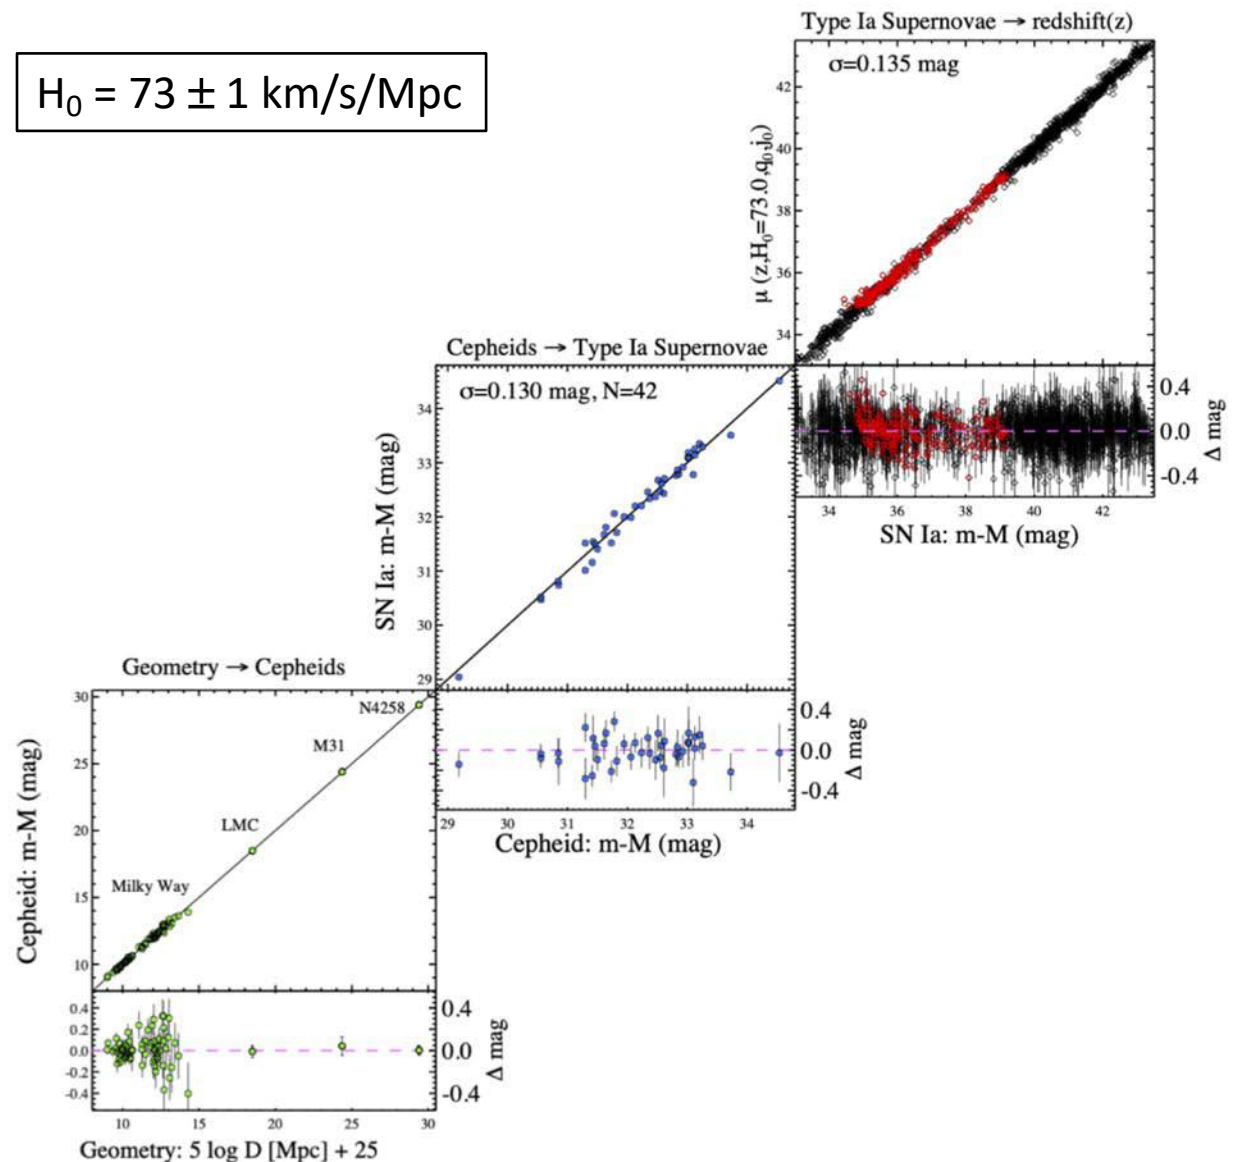 H₀ = 73 ± 1 km/s/Mpc
Type Ia Supernovae → redshift(z)
σ=0.135 mag
μ (z,H₀=73.0,q₀,j₀)
42
40
38
36
34
0.4
0.0
-0.4
Δ mag
34 36 38 40 42
SN Ia: m-M (mag)
Cepheids → Type Ia Supernovae
σ=0.130 mag, N=42
SN Ia: m-M (mag)
34
33
32
31
30
29
0.4
0.0
-0.4
Δ mag
29 30 31 32 33 34
Cepheid: m-M (mag)
Geometry → Cepheids
N4258
M31
LMC
Milky Way
Cepheid: m-M (mag)
30
25
20
15
10
0.4
0.2
0.0
-0.2
-0.4
0.4
0.0
-0.4
Δ mag
10 15 20 25 30
Geometry: 5 log D [Mpc] + 25